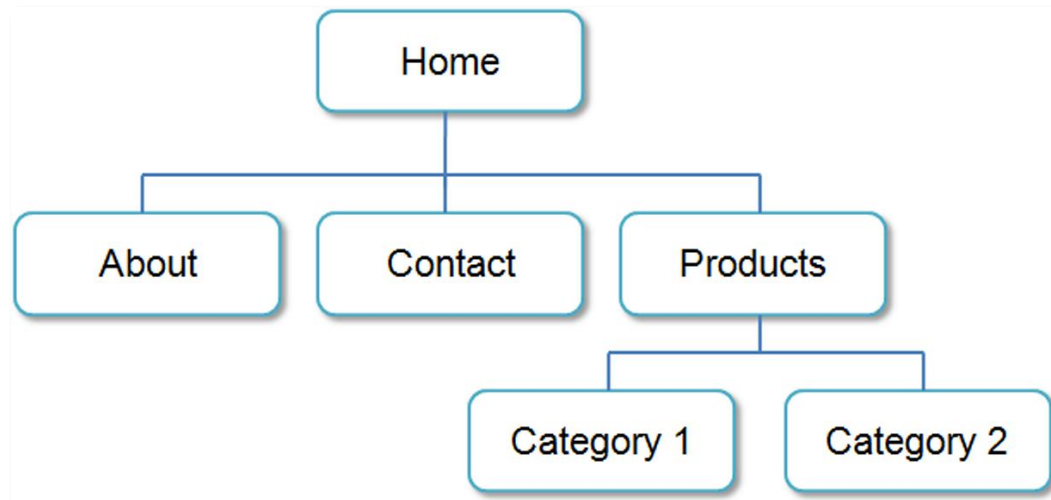 Home
About
Contact
Products
Category 1
Category 2